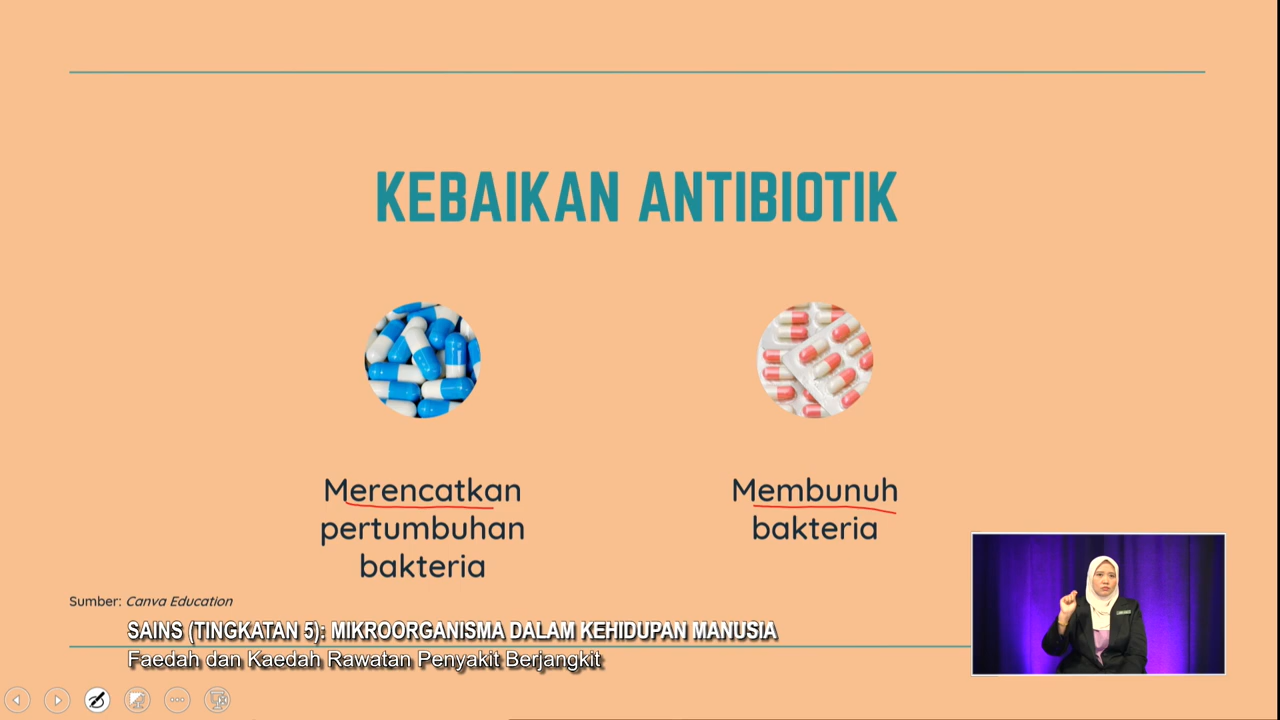 KEBAIKAN ANTIBIOTIK
Merencatkan
pertumbuhan
bakteria
Membunuh
bakteria
Sumber: Canva Education
SAINS (TINGKATAN 5): MIKROORGANISMA DALAM KEHIDUPAN MANUSIA
Faedah dan Kaedah Rawatan Penyakit Berjangkit